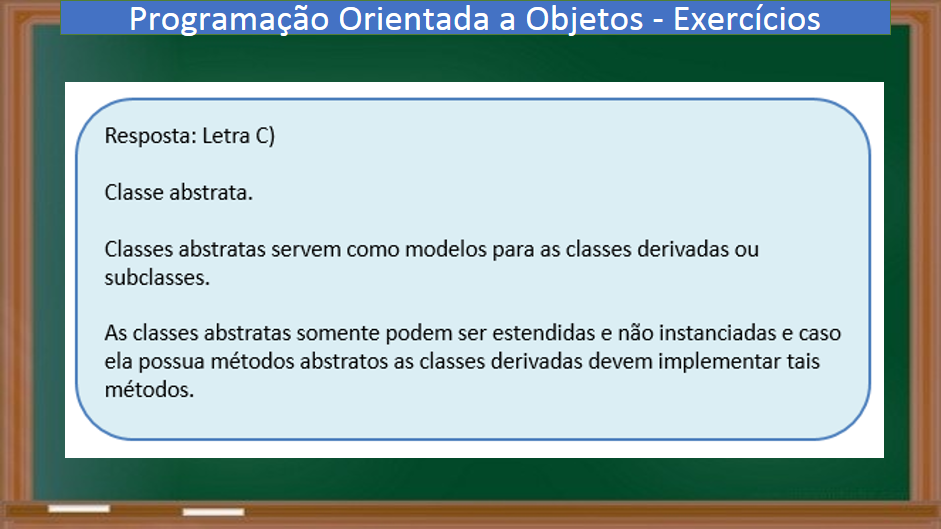 Programação Orientada a Objetos - Exercícios
Resposta: Letra C)
Classe abstrata.
Classes abstratas servem como modelos para as classes derivadas ou
subclasses.
As classes abstratas somente podem ser estendidas e não instanciadas e caso
ela possua métodos abstratos as classes derivadas devem implementar tais
métodos.